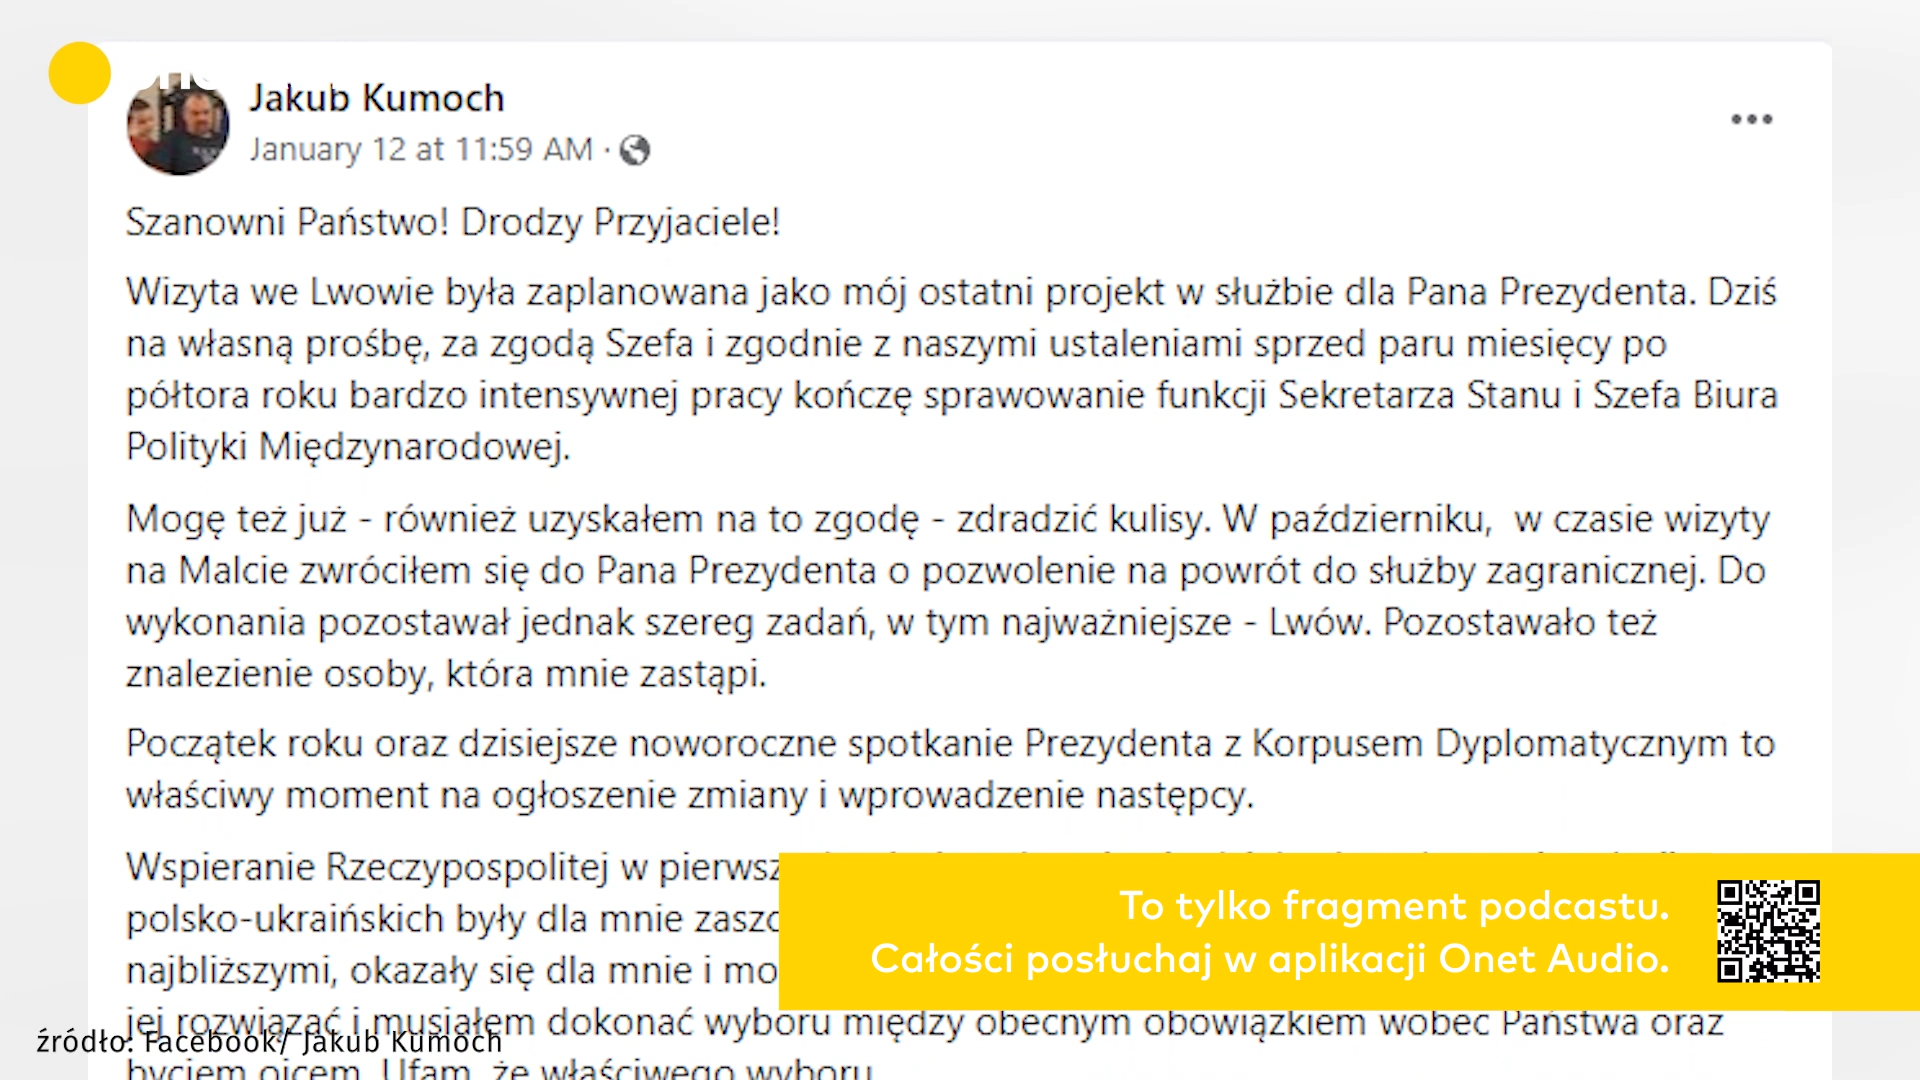 Jakub Kumoch
January 12 at 11:59 AM ·
Szanowni Państwo! Drodzy Przyjaciele!
Wizyta we Lwowie była zaplanowana jako mój ostatni projekt w służbie dla Pana Prezydenta. Dziś
na własną prośbę, za zgodą Szefa i zgodnie z naszymi ustaleniami sprzed paru miesięcy po
półtora roku bardzo intensywnej pracy kończę sprawowanie funkcji Sekretarza Stanu i Szefa Biura
Polityki Międzynarodowej.
Mogę też już - również uzyskałem na to zgodę - zdradzić kulisy. W październiku, w czasie wizyty
na Malcie zwróciłem się do Pana Prezydenta o pozwolenie na powrót do służby zagranicznej. Do
wykonania pozostawał jednak szereg zadań, w tym najważniejsze - Lwów. Pozostawało też
znalezienie osoby, która mnie zastąpi.
Początek roku oraz dzisiejsze noworoczne spotkanie Prezydenta z Korpusem Dyplomatycznym to
właściwy moment na ogłoszenie zmiany i wprowadzenie następcy.
Wspieranie Rzeczypospolitej w
polsko-ukraińskich były dla mnie
najbliższymi, okazały się dla mnie i
jej rozwiązać i musiałem dokonać wyboru między obecnym obowiązkiem wobec Państwa oraz
byciem ojcem. Ufam, że właściwego wyboru
To tylko fragment podcastu.
Całości posłuchaj w aplikacji Onet Audio.
źródło: Facebook/ Jakub Kumoch